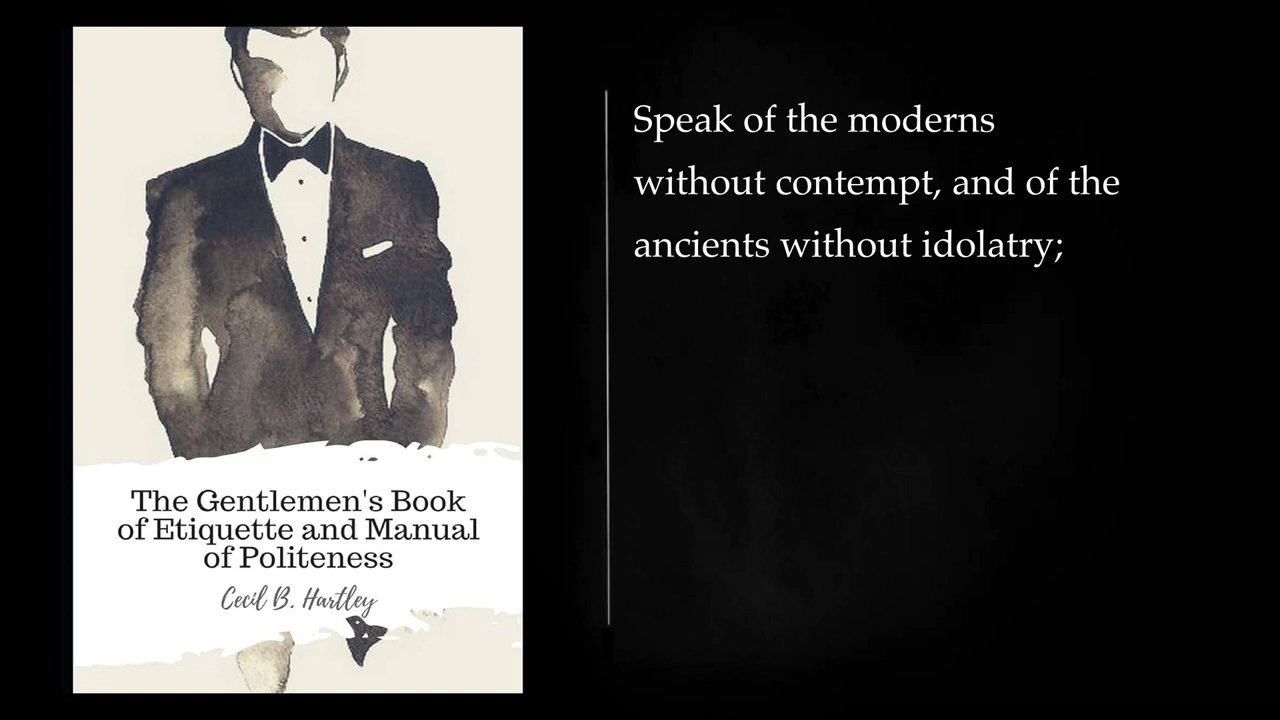 The Gentlemen's Book
of Etiquette and Manual
of Politeness
Cecil B. Hartley
Speak of the moderns
without contempt, and of the
ancients without idolatry;